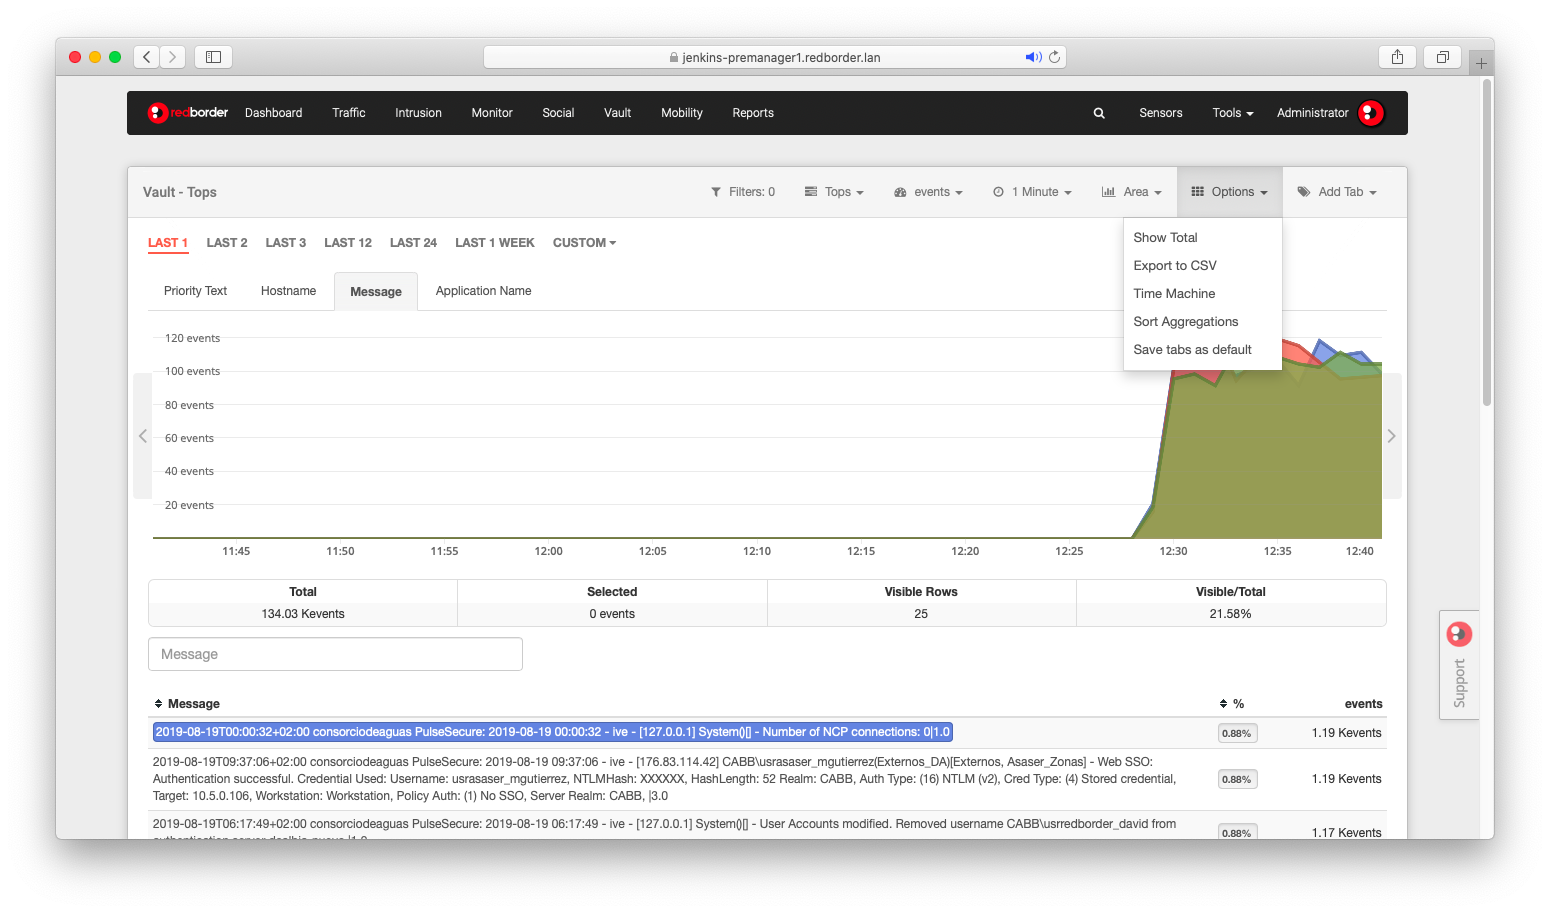 jenkins-premanager1.redborder.lan
redborder Dashboard Traffic Intrusion Monitor Social Vault Mobility Reports Sensors Tools Administrator
Vault - Tops Filters: 0 Tops events 1 Minute Area Options Add Tab
LAST 1 LAST 2 LAST 3 LAST 12 LAST 24 LAST 1 WEEK CUSTOM
Show Total
Export to CSV
Time Machine
Sort Aggregations
Save tabs as default
Priority Text Hostname Message Application Name
120 events
100 events
80 events
60 events
40 events
20 events
11:45 11:50 11:55 12:00 12:05 12:10 12:15 12:20 12:25 12:30 12:35 12:40
Total Selected Visible Rows Visible/Total
134.03 Kevents 0 events 25 21.58%
Message
Support
Message % events
2019-08-19T00:00:32+02:00 consorciodeaguas PulseSecure: 2019-08-19 00:00:32 - ive - [127.0.0.1] System()[] - Number of NCP connections: 0|1.0 0.88% 1.19 Kevents
2019-08-19T09:37:06+02:00 consorciodeaguas PulseSecure: 2019-08-19 09:37:06 - ive - [176.83.114.42] CABB\usrasaser_mgutierrez(Externos_DA)[Externos, Asaser_Zonas] - Web SSO:
Authentication successful. Credential Used: Username: usrasaser_mgutierrez, NTLMHash: XXXXXX, HashLength: 52 Realm: CABB, Auth Type: (16) NTLM (v2), Cred Type: (4) Stored credential, 0.88% 1.19 Kevents
Target: 10.5.0.106, Workstation: Workstation, Policy Auth: (1) No SSO, Server Realm: CABB, |3.0
2019-08-19T06:17:49+02:00 consorciodeaguas PulseSecure: 2019-08-19 06:17:49 - ive - [127.0.0.1] System()[] - User Accounts modified. Removed username CABB\usrredborder_david from 0.88% 1.17 Kevents